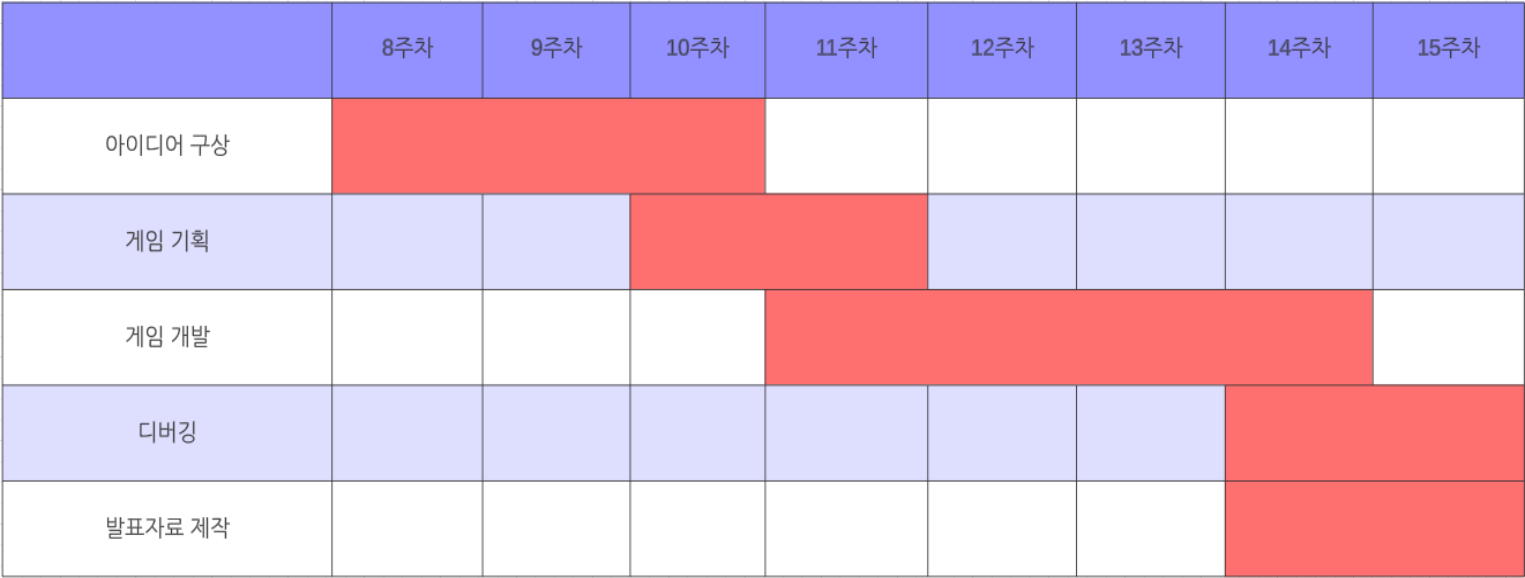 8주차 9주차 10주차 11주차 12주차 13주차 14주차 15주차
아이디어 구상
게임 기획
게임 개발
디버깅
발표자료 제작